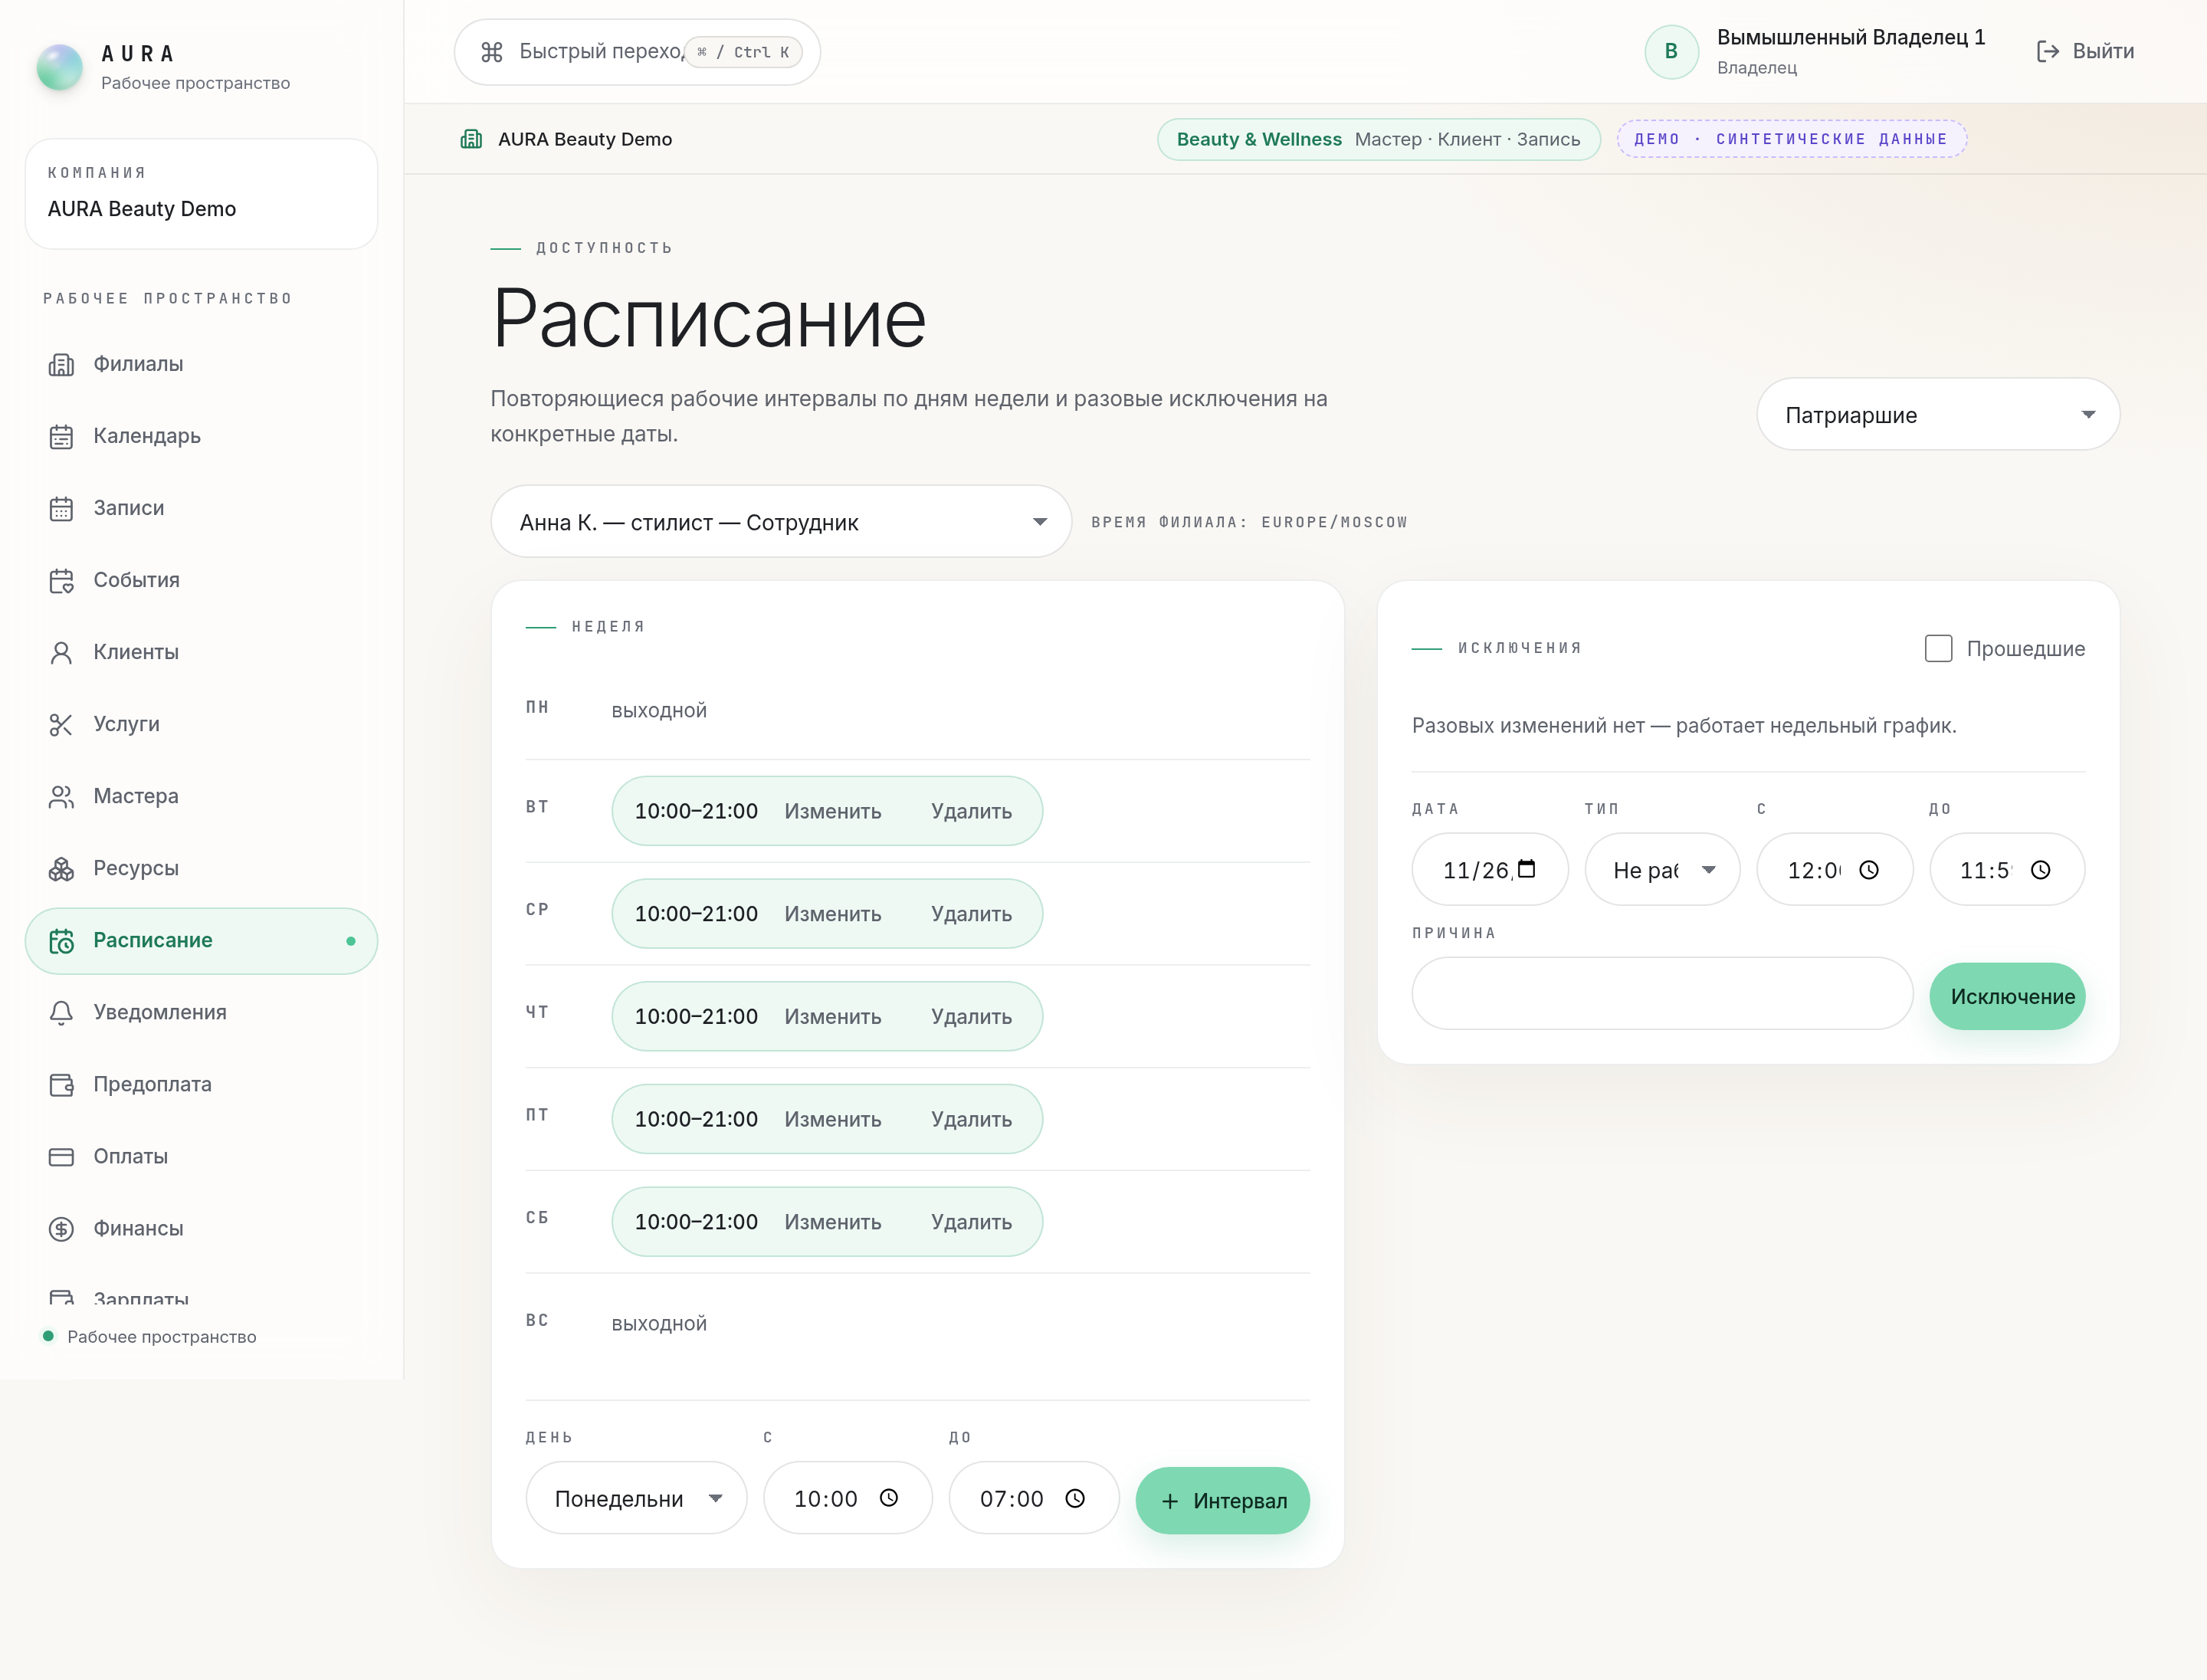 AURA
Рабочее пространство
КОМПАНИЯ
AURA Beauty Demo
РАБОЧЕЕ ПРОСТРАНСТВО
Филиалы
Календарь
Записи
События
Клиенты
Услуги
Мастера
Ресурсы
Расписание
Уведомления
Предоплата
Оплаты
Финансы
Зарплаты
Рабочее пространство
Быстрый перехо
⌘ / Ctrl K
В
Вымышленный Владелец 1
Владелец
Выйти
AURA Beauty Demo
Beauty & Wellness Мастер · Клиент · Запись
ДЕМО · СИНТЕТИЧЕСКИЕ ДАННЫЕ
ДОСТУПНОСТЬ
Расписание
Повторяющиеся рабочие интервалы по дням недели и разовые исключения на
конкретные даты.
Патриаршие
Анна К. — стилист — Сотрудник
ВРЕМЯ ФИЛИАЛА: EUROPE/MOSCOW
НЕДЕЛЯ
ПН выходной
ВТ 10:00–21:00 Изменить Удалить
СР 10:00–21:00 Изменить Удалить
ЧТ 10:00–21:00 Изменить Удалить
ПТ 10:00–21:00 Изменить Удалить
СБ 10:00–21:00 Изменить Удалить
ВС выходной
ДЕНЬ С ДО
Понедельни 10:00 07:00 + Интервал
ИСКЛЮЧЕНИЯ
Прошедшие
Разовых изменений нет — работает недельный график.
ДАТА ТИП С ДО
11/26/ Не раб 12:00 11:5
ПРИЧИНА
Исключение